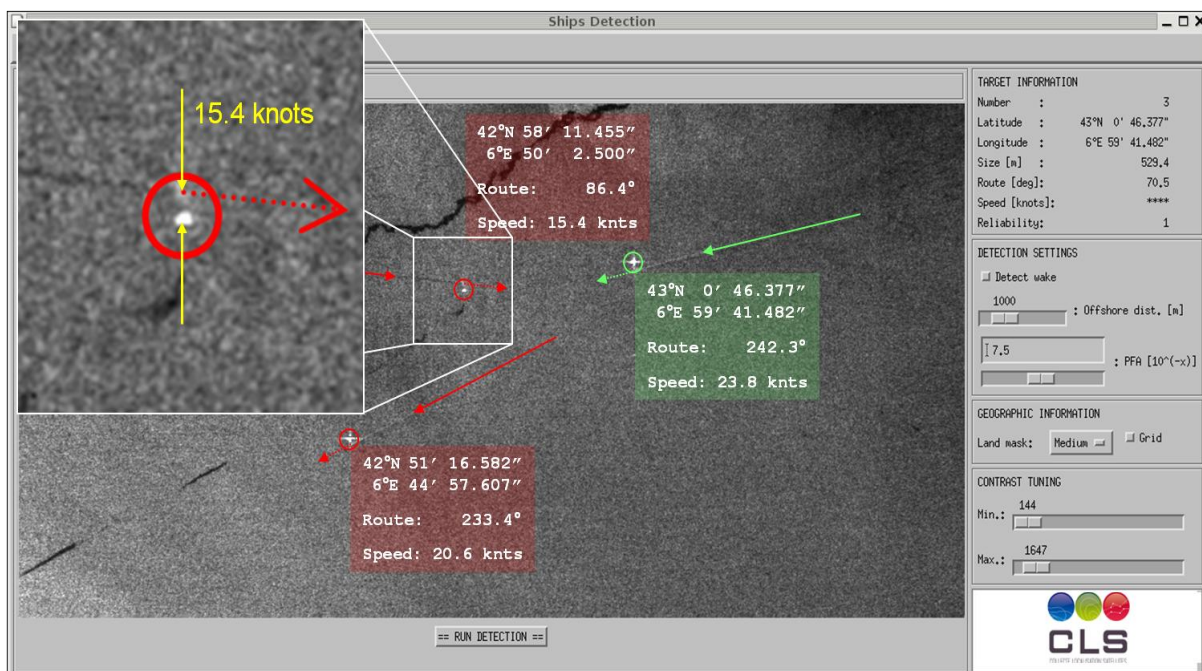 Ships Detection
15.4 knots
42°N 58′ 11.455″
6°E 50′ 2.500″
Route: 86.4°
Speed: 15.4 knts
43°N 0′ 46.377″
6°E 59′ 41.482″
Route: 242.3°
Speed: 23.8 knts
42°N 51′ 16.582″
6°E 44′ 57.607″
Route: 233.4°
Speed: 20.6 knts
== RUN DETECTION ==
TARGET INFORMATION
Number : 3
Latitude : 43°N 0' 46.377"
Longitude : 6°E 59' 41.482"
Size [m] : 529.4
Route [deg]: 70.5
Speed [knots]: ****
Reliability: 1
DETECTION SETTINGS
Detect wake
1000 : Offshore dist. [m]
7.5 : PFA [10^(-x)]
GEOGRAPHIC INFORMATION
Land mask: Medium Grid
CONTRAST TUNING
Min.: 144
Max.: 1647
CLS